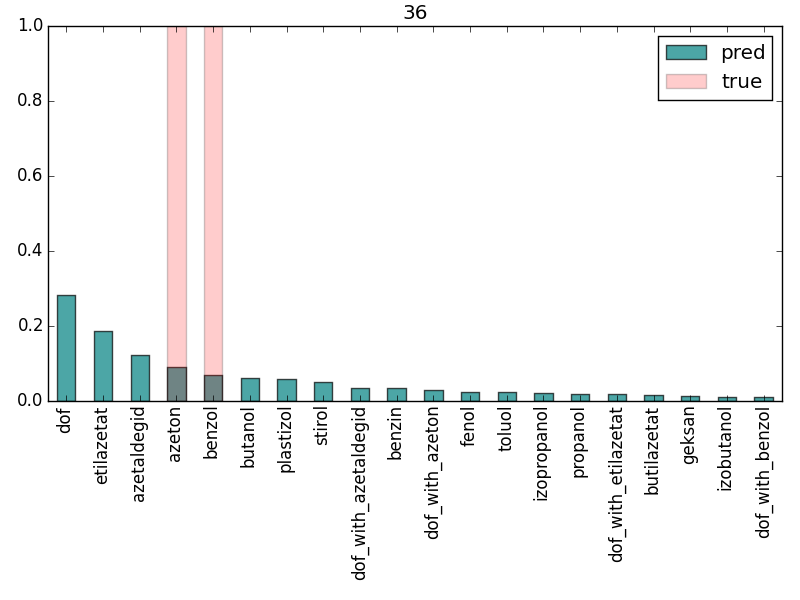 36
1.0
0.8
0.6
0.4
0.2
0.0
pred
true
dof
etilazetat
azetaldegid
azeton
benzol
butanol
plastizol
stirol
dof_with_azetaldegid
benzin
dof_with_azeton
fenol
toluol
izopropanol
propanol
dof_with_etilazetat
butilazetat
geksan
izobutanol
dof_with_benzol